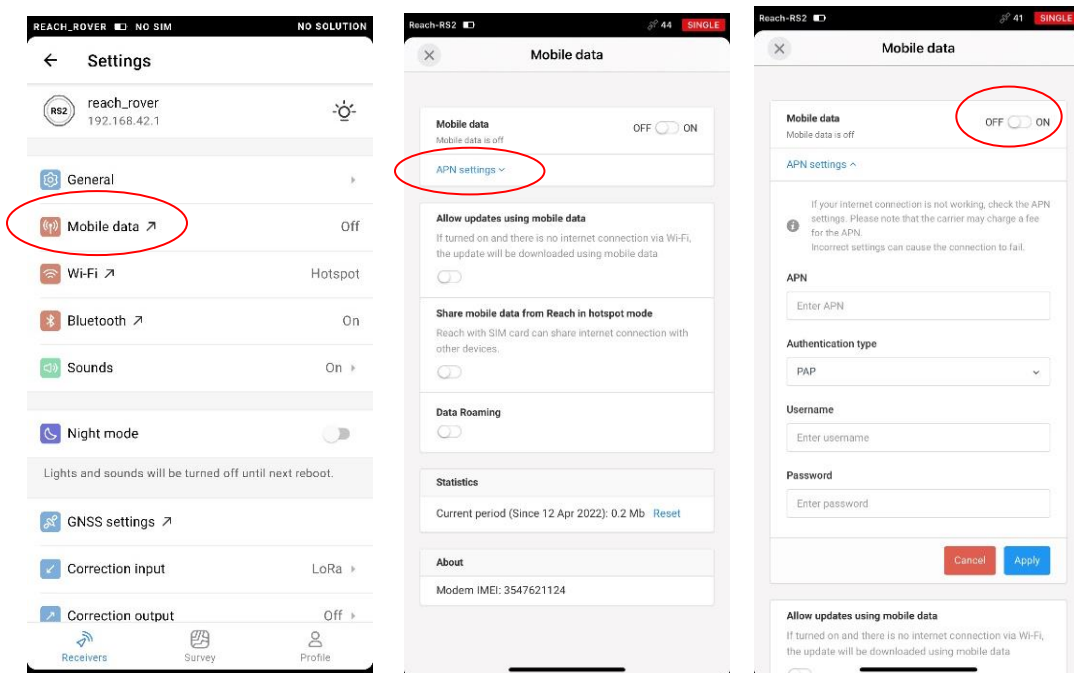 REACH_ROVER NO SIM NO SOLUTION
Settings
RS2
reach_rover
192.168.42.1
General
Mobile data Off
Wi-Fi Hotspot
Bluetooth On
Sounds On
Night mode
Lights and sounds will be turned off until next reboot.
GNSS settings
Correction input LoRa
Correction output Off
Receivers Survey Profile
Reach-RS2 44 SINGLE
Mobile data
Mobile data
OFF ON
Mobile data is off
APN settings
Allow updates using mobile data
If turned on and there is no internet connection via Wi-Fi,
the update will be downloaded using mobile data
Share mobile data from Reach in hotspot mode
Reach with SIM card can share internet connection with
other devices.
Data Roaming
Statistics
Current period (Since 12 Apr 2022): 0.2 Mb Reset
About
Modem IMEI: 3547621124
Reach-RS2 41 SINGLE
Mobile data
Mobile data
OFF ON
Mobile data is off
APN settings
If your internet connection is not working, check the APN
settings. Please note that the carrier may charge a fee
for the APN.
Incorrect settings can cause the connection to fail.
APN
Enter APN
Authentication type
PAP
Username
Enter username
Password
Enter password
Cancel Apply
Allow updates using mobile data
If turned on and there is no internet connection via Wi-Fi,
the update will be downloaded using mobile data